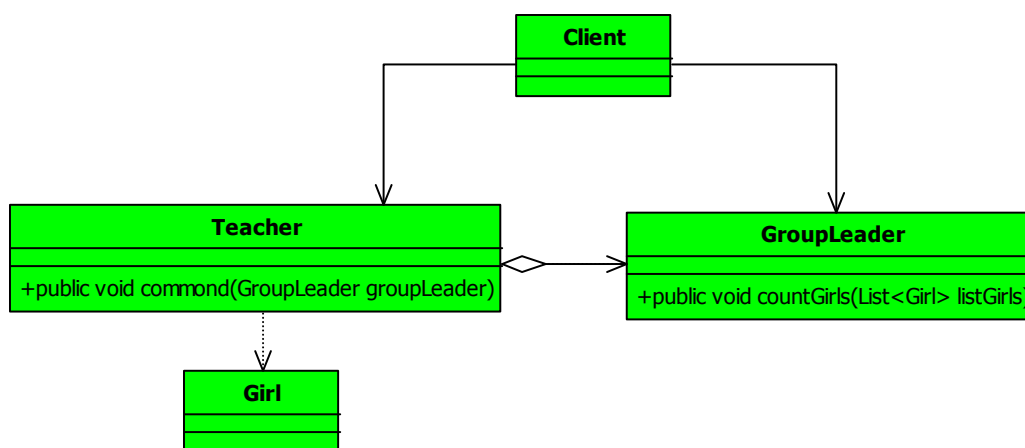 Client
Teacher
+public void commond(GroupLeader groupLeader)
GroupLeader
+public void countGirls(List<Girl> listGirls)
Girl